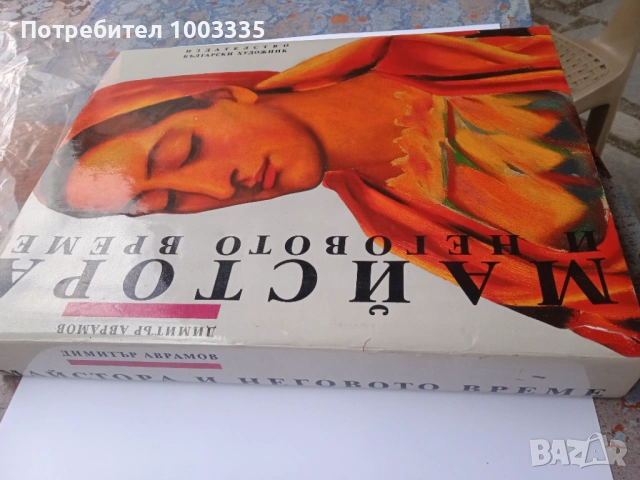 Потребител 1003335
ИЗДАТЕЛСТВО
БЪЛГАРСКИ ХУДОЖНИК
ДИМИТЪР АВРАМОВ
МАЙСТОРА
И НЕГОВОТО ВРЕМЕ
ДИМИТЪР АВРАМОВ
МАЙСТОРА И НЕГОВОТО ВРЕМЕ
BAZAR